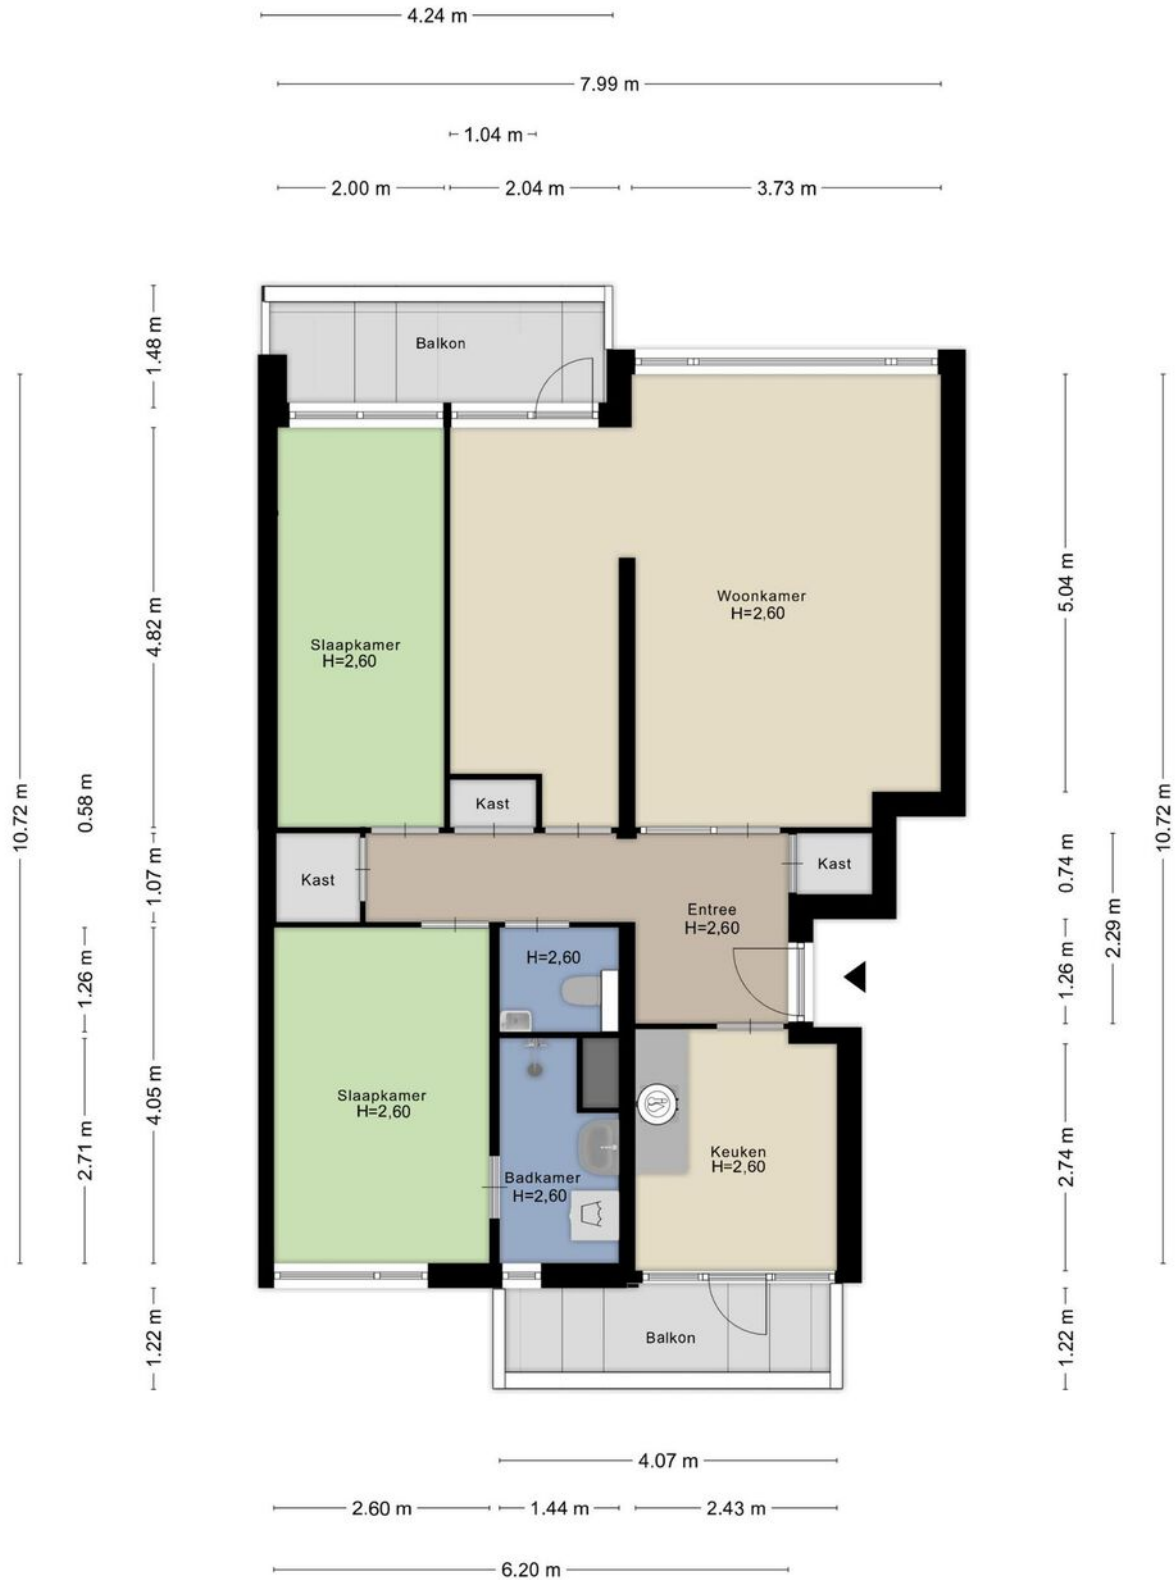 4.24 m
7.99 m
1.04 m
2.00 m
2.04 m
3.73 m
1.48 m
Balkon
10.72 m
0.58 m
4.82 m
Slaapkamer
H=2,60
Woonkamer
H=2,60
5.04 m
10.72 m
Kast
1.07 m
Kast
Kast
Entree
H=2,60
0.74 m
2.29 m
1.26 m
H=2,60
1.26 m
4.05 m
2.71 m
Slaapkamer
H=2,60
Badkamer
H=2,60
Keuken
H=2,60
2.74 m
1.22 m
Balkon
1.22 m
4.07 m
2.60 m
1.44 m
2.43 m
6.20 m